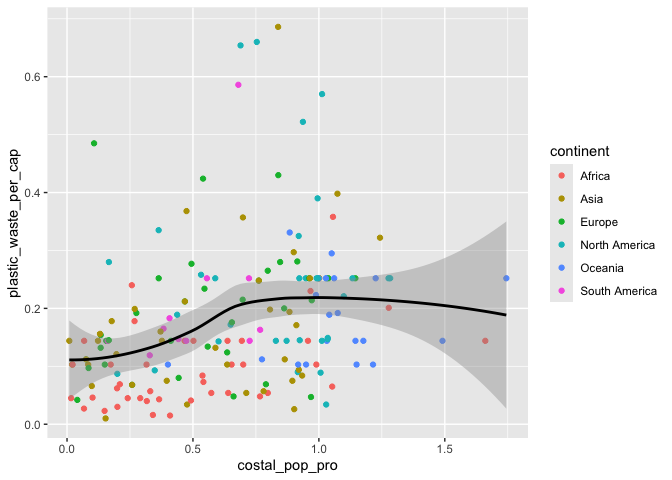 plastic_waste_per_cap
0.6
0.4
0.2
0.0
0.0
0.5
1.0
1.5
costal_pop_pro
continent
Africa
Asia
Europe
North America
Oceania
South America